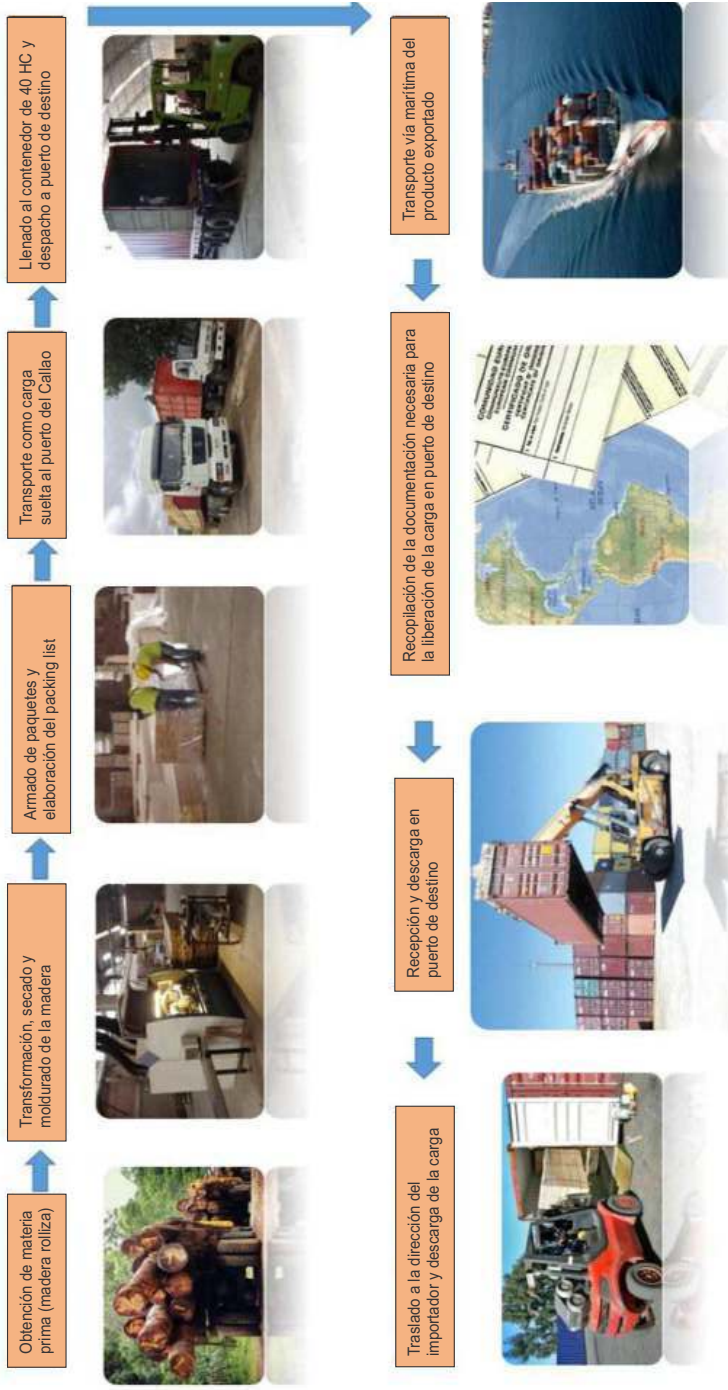 Obtención de materia
prima (madera rolliza)
Transformación, secado y
moldurado de la madera
Armado de paquetes y
elaboración del packing list
Transporte como carga
suelta al puerto del Callao
Llenado al contenedor de 40 HC y
despacho a puerto de destino
Transporte vía marítima del
producto exportado
Recopilación de la documentación necesaria para
la liberación de la carga en puerto de destino
Recepción y descarga en
puerto de destino
Traslado a la dirección del
importador y descarga de la carga